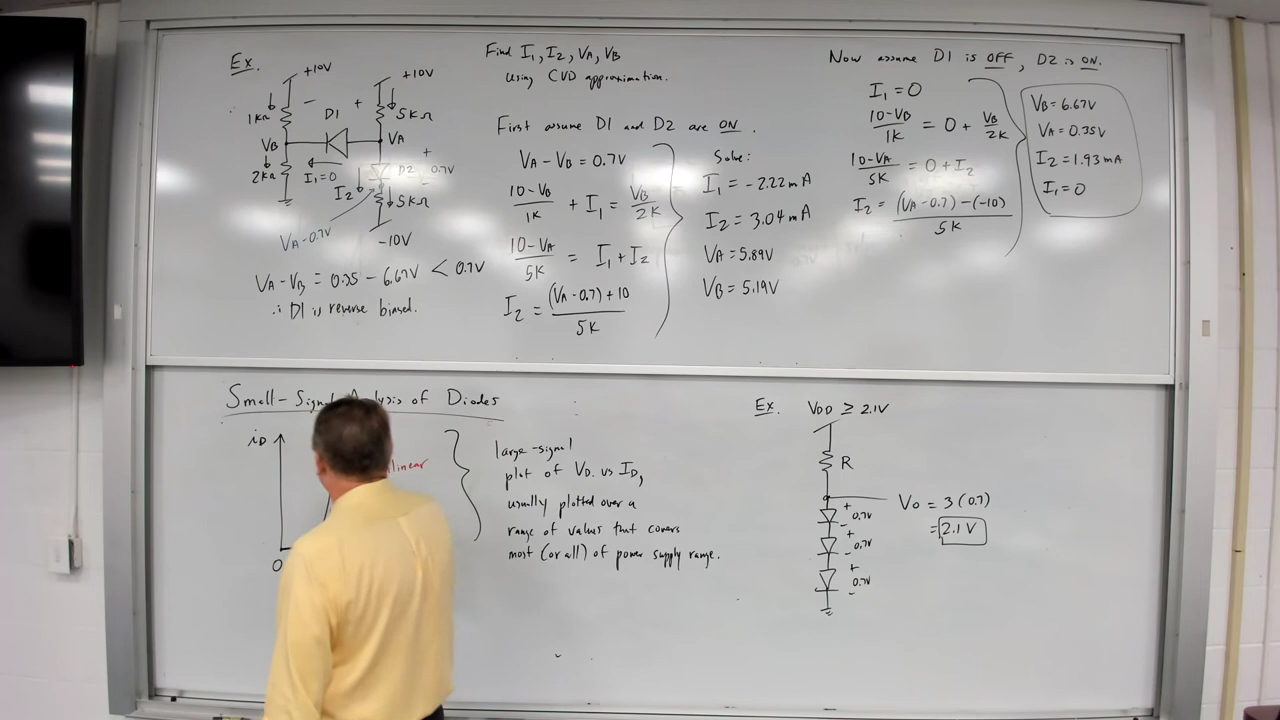 Ex.
+10V
+10V
1kΩ
-
+
D1
5kΩ
VB
VA
2kΩ
I1=0
I2
+
D2 0.7V
-
5kΩ
VA-0.7V
-10V
VA - VB = 0.35 - 6.67V < 0.7V
∴ D1 is reverse biased.
Find I1, I2, VA, VB
using CVD approximation.
First assume D1 and D2 are ON.
VA - VB = 0.7V
10-VB / 1K + I1 = VB / 2K
10-VA / 5K = I1 + I2
I2 = (VA-0.7)+10 / 5K
Solve:
I1 = -2.22mA
I2 = 3.04mA
VA = 5.89V
VB = 5.19V
Now assume D1 is OFF, D2 is ON.
I1 = 0
10-VB / 1K = 0 + VB / 2K
10-VA / 5K = 0 + I2
I2 = (VA-0.7)-(-10) / 5K
VB = 6.67V
VA = 0.35V
I2 = 1.93mA
I1 = 0
Small-Signal Analysis of Diodes
iD
0
large-signal
plot of VD. vs ID,
usually plotted over a
range of values that covers
most (or all) of power supply range.
Ex. VDD ≥ 2.1V
R
+
0.7V
-
+
0.7V
-
+
0.7V
-
Vo = 3(0.7)
= 2.1V